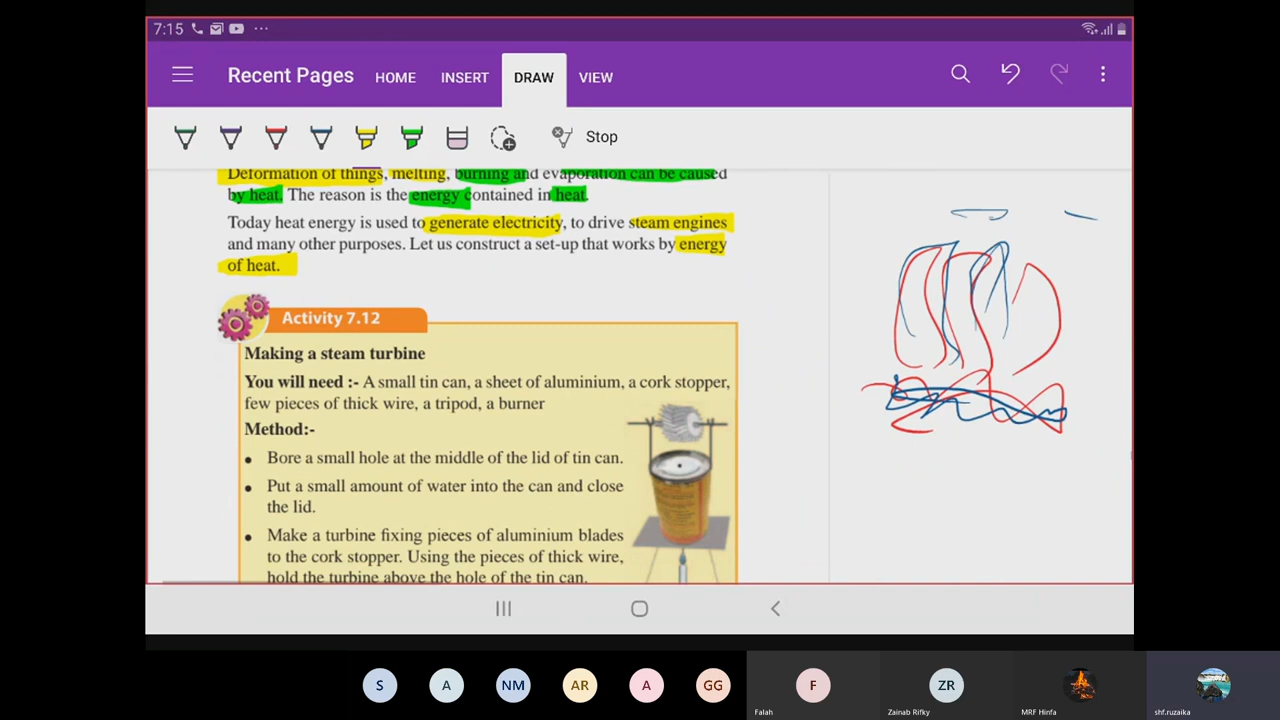 7:15
Recent Pages HOME INSERT DRAW VIEW
Stop
Deformation of things, melting, burning and evaporation can be caused
by heat. The reason is the energy contained in heat.
Today heat energy is used to generate electricity, to drive steam engines
and many other purposes. Let us construct a set-up that works by energy
of heat.
Activity 7.12
Making a steam turbine
You will need :- A small tin can, a sheet of aluminium, a cork stopper,
few pieces of thick wire, a tripod, a burner
Method:-
• Bore a small hole at the middle of the lid of tin can.
• Put a small amount of water into the can and close
the lid.
• Make a turbine fixing pieces of aluminium blades
to the cork stopper. Using the pieces of thick wire,
hold the turbine above the hole of the tin can.
S A NM AR A GG F ZR
Falah Zainab Rifky MRF Hinfa shf.ruzaika